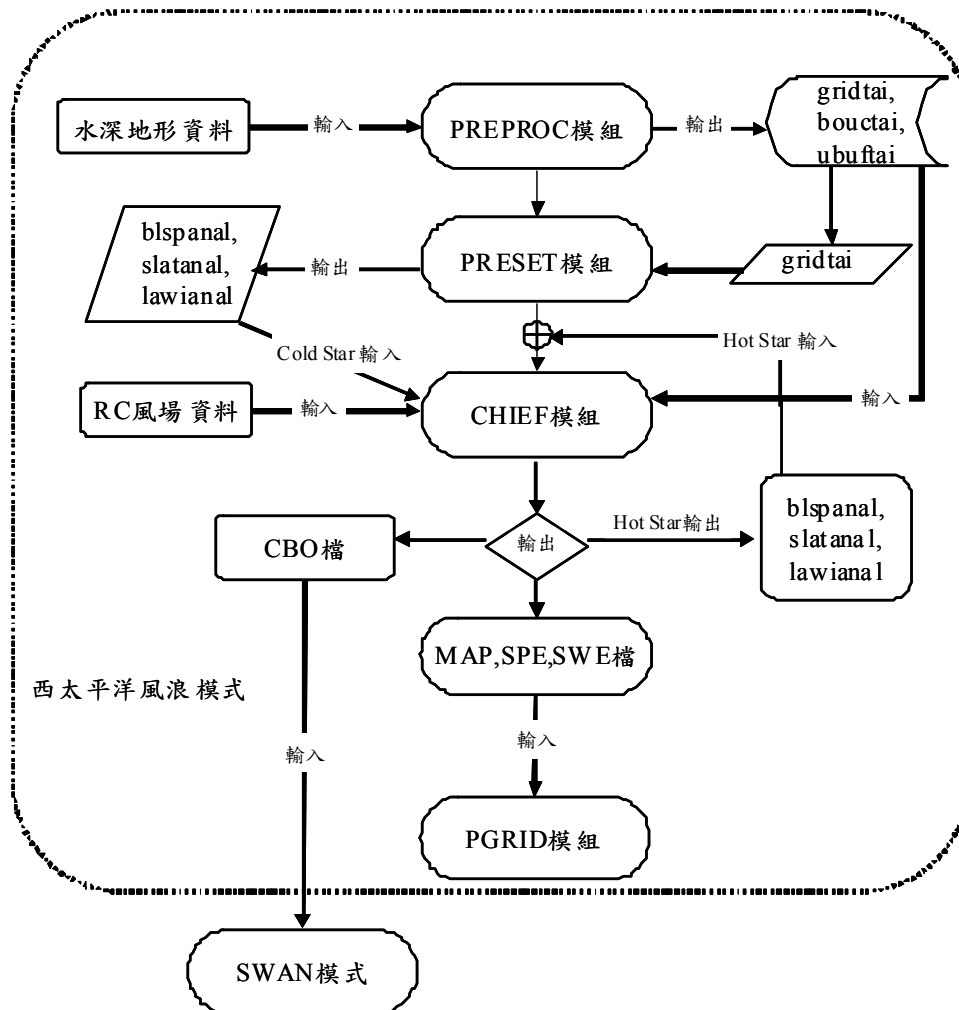 水深地形資料
輸入
PREPROC模組
輸出
gridtai,
bouctai,
ubuftai
blspanal,
slatanal,
lawianal
輸出
PRESET模組
gridtai
Cold Star 輸入
Hot Star 輸入
RC風場資料
輸入
CHIEF模組
輸入
CBO檔
輸出
Hot Star輸出
blspanal,
slatanal,
lawianal
MAP,SPE,SWE檔
西太平洋風浪模式
輸入
輸入
PGRID模組
SWAN模式